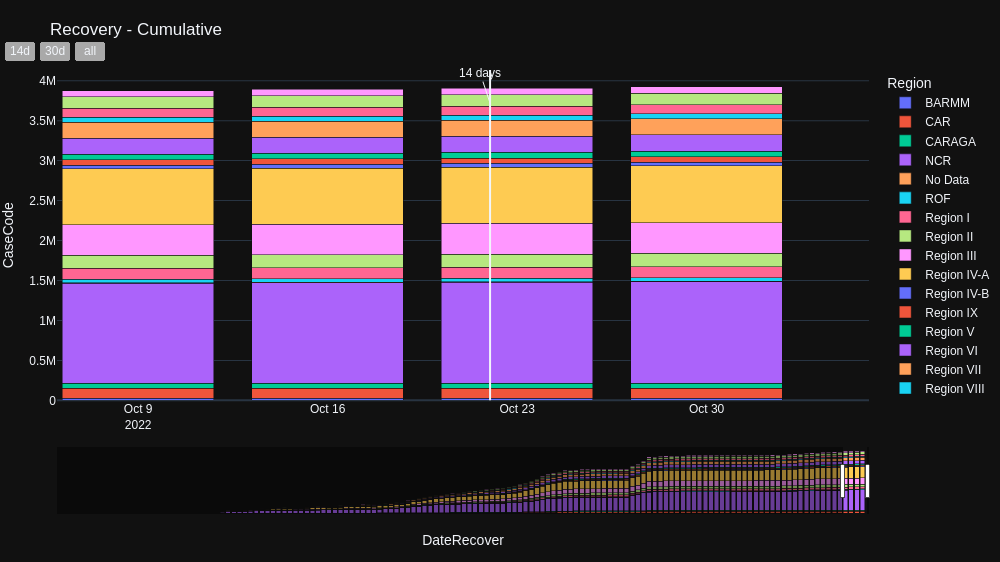 Recovery - Cumulative
14d 30d all
14 days
CaseCode
4M
3.5M
3M
2.5M
2M
1.5M
1M
0.5M
0
Oct 9
2022
Oct 16
Oct 23
Oct 30
DateRecover
Region
BARMM
CAR
CARAGA
NCR
No Data
ROF
Region I
Region II
Region III
Region IV-A
Region IV-B
Region IX
Region V
Region VI
Region VII
Region VIII